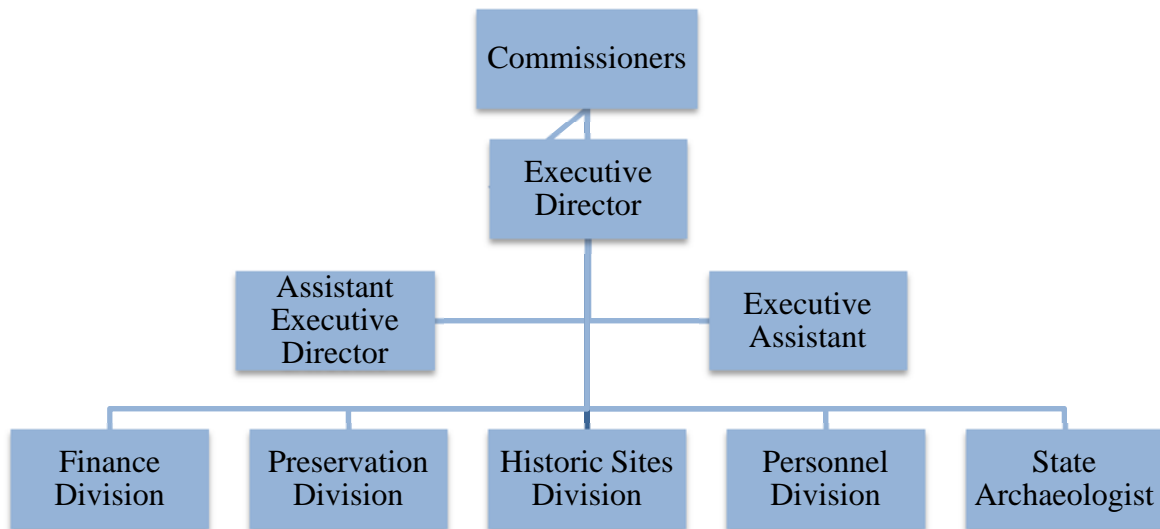 Commissioners
Executive
Director
Assistant
Executive
Director
Executive
Assistant
Finance
Division
Preservation
Division
Historic Sites
Division
Personnel
Division
State
Archaeologist